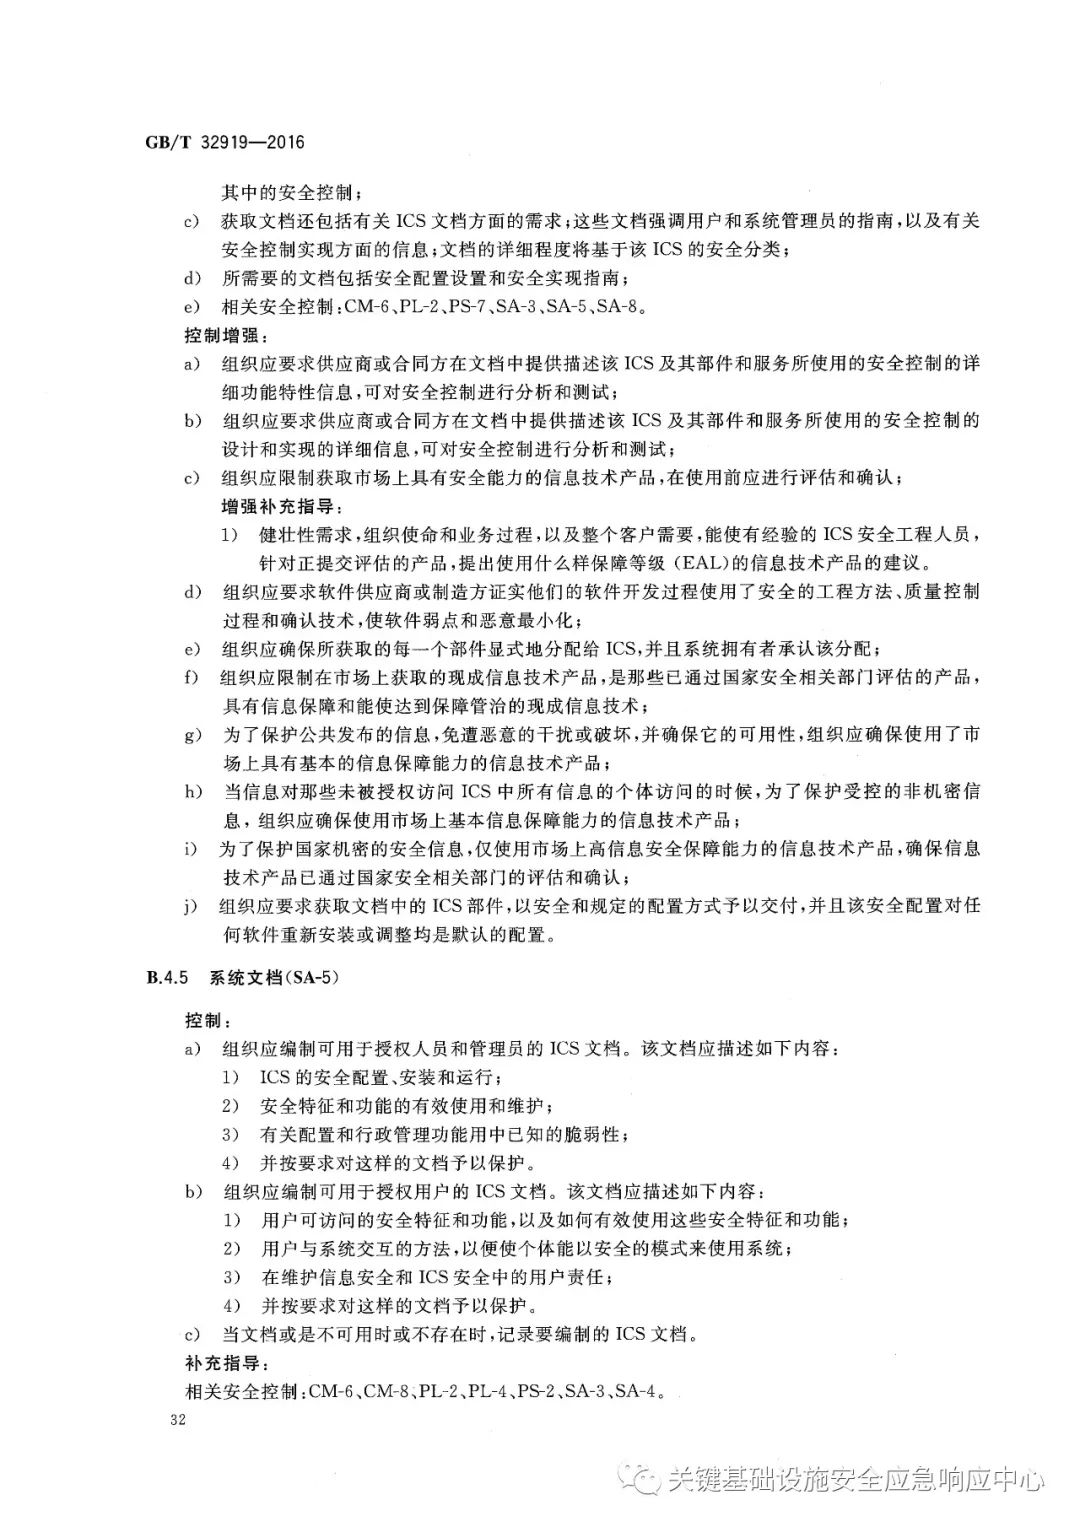 GB/T 32919—2016
其中的安全控制；
c） 获取文档还包括有关 ICS 文档方面的需求；这些文档强调用户和系统管理员的指南，以及有关
安全控制实现方面的信息；文档的详细程度将基于该 ICS 的安全分类；
d） 所需要的文档包括安全配置设置和安全实现指南；
e） 相关安全控制：CM-6、PL-2、PS-7、SA-3、SA-5、SA-8。
控制增强：
a） 组织应要求供应商或合同方在文档中提供描述该 ICS 及其部件和服务所使用的安全控制的详
细功能特性信息，可对安全控制进行分析和测试；
b） 组织应要求供应商或合同方在文档中提供描述该 ICS 及其部件和服务所使用的安全控制的
设计和实现的详细信息，可对安全控制进行分析和测试；
c） 组织应限制获取市场上具有安全能力的信息技术产品，在使用前应进行评估和确认；
增强补充指导：
1） 健壮性需求，组织使命和业务过程，以及整个客户需要，能使有经验的 ICS 安全工程人员，
针对正提交评估的产品，提出使用什么样保障等级（EAL）的信息技术产品的建议。
d） 组织应要求软件供应商或制造方证实他们的软件开发过程使用了安全的工程方法、质量控制
过程和确认技术，使软件弱点和恶意最小化；
e） 组织应确保所获取的每一个部件显式地分配给 ICS，并且系统拥有者承认该分配；
f） 组织应限制在市场上获取的现成信息技术产品，是那些已通过国家安全相关部门评估的产品，
具有信息保障和能使达到保障管治的现成信息技术；
g） 为了保护公共发布的信息，免遭恶意的干扰或破坏，并确保它的可用性，组织应确保使用了市
场上具有基本的信息保障能力的信息技术产品；
h） 当信息对那些未被授权访问 ICS 中所有信息的个体访问的时候，为了保护受控的非机密信
息，组织应确保使用市场上基本信息保障能力的信息技术产品；
i） 为了保护国家机密的安全信息，仅使用市场上高信息安全保障能力的信息技术产品，确保信息
技术产品已通过国家安全相关部门的评估和确认；
j） 组织应要求获取文档中的 ICS 部件，以安全和规定的配置方式予以交付，并且该安全配置对任
何软件重新安装或调整均是默认的配置。
B.4.5 系统文档（SA-5）
控制：
a） 组织应编制可用于授权人员和管理员的 ICS 文档。该文档应描述如下内容：
1） ICS 的安全配置、安装和运行；
2） 安全特征和功能的有效使用和维护；
3） 有关配置和行政管理功能用中已知的脆弱性；
4） 并按要求对这样的文档予以保护。
b） 组织应编制可用于授权用户的 ICS 文档。该文档应描述如下内容：
1） 用户可访问的安全特征和功能，以及如何有效使用这些安全特征和功能；
2） 用户与系统交互的方法，以便使个体能以安全的模式来使用系统；
3） 在维护信息安全和 ICS 安全中的用户责任；
4） 并按要求对这样的文档予以保护。
c） 当文档或是不可用时或不存在时，记录要编制的 ICS 文档。
补充指导：
相关安全控制：CM-6、CM-8、PL-2、PL-4、PS-2、SA-3、SA-4。
32
关键基础设施安全应急响应中心